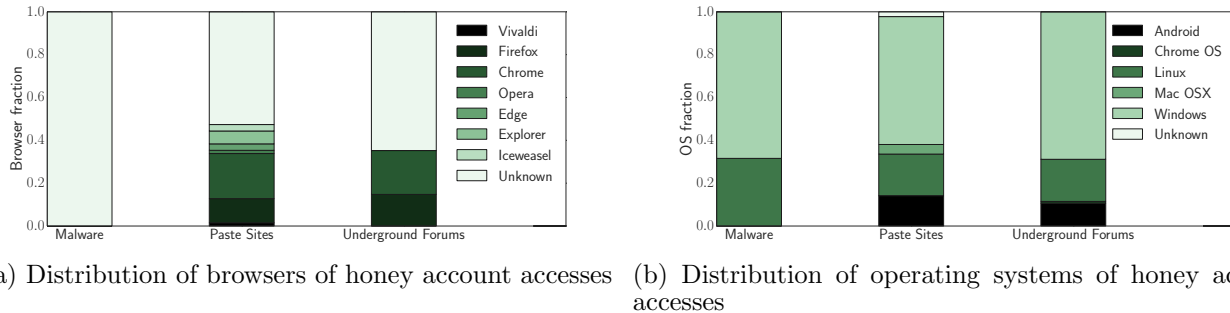 1.0
0.8
0.6
0.4
0.2
0.0
Browser fraction
Malware
Paste Sites
Underground Forums
Vivaldi
Firefox
Chrome
Opera
Edge
Explorer
Iceweasel
Unknown
a) Distribution of browsers of honey account accesses
1.0
0.8
0.6
0.4
0.2
0.0
OS fraction
Malware
Paste Sites
Underground Forums
Android
Chrome OS
Linux
Mac OSX
Windows
Unknown
(b) Distribution of operating systems of honey ac
accesses